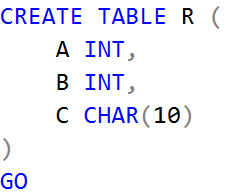 CREATE TABLE R (
    A INT,
    B INT,
    C CHAR(10)
)
GO